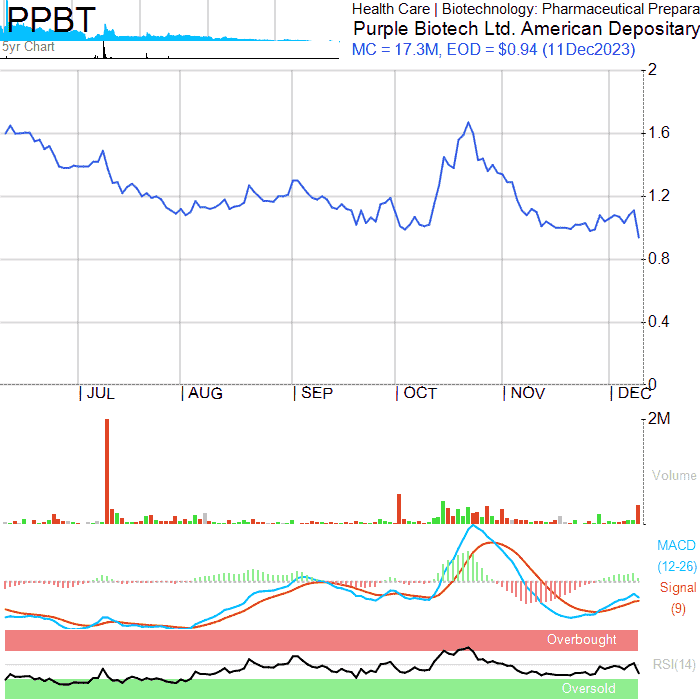 PPBT
5yr Chart
Health Care | Biotechnology: Pharmaceutical Prepara
Purple Biotech Ltd. American Depositary
MC = 17.3M, EOD = $0.94 (11Dec2023)
2
1.6
1.2
0.8
0.4
0
JUL AUG SEP OCT NOV DEC
2M
Volume
MACD
(12-26)
Signal
(9)
Overbought
RSI(14)
Oversold